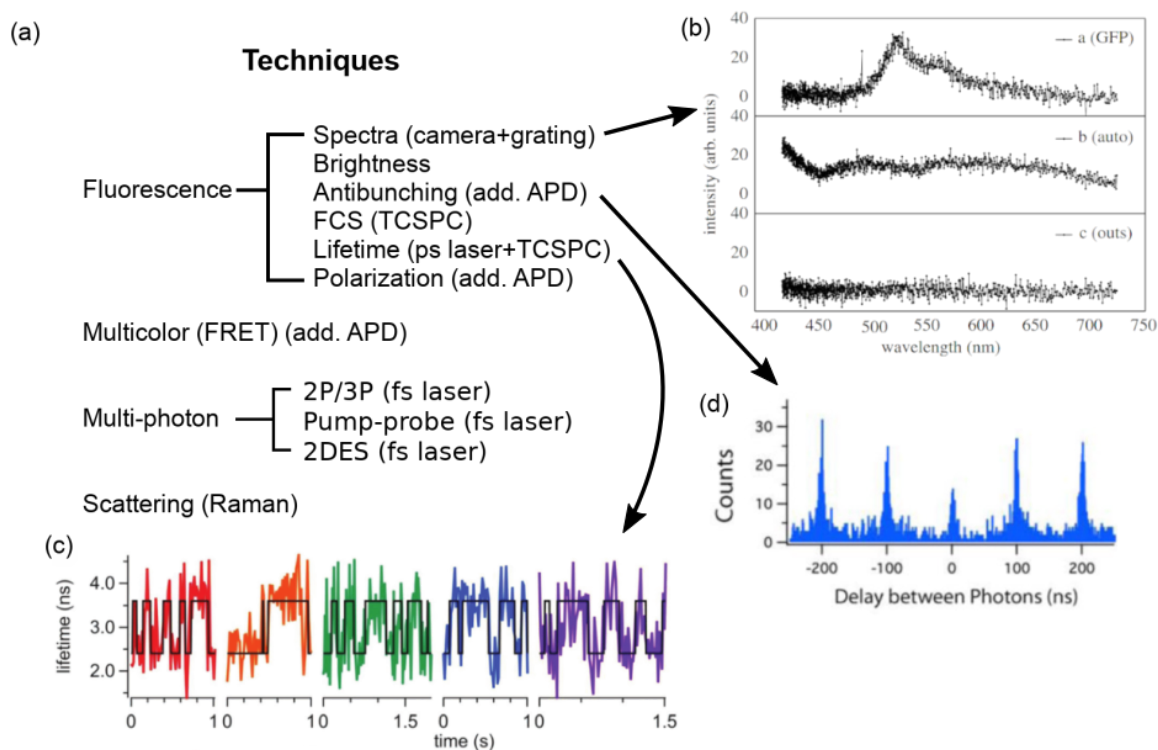 (a)
Techniques
Fluorescence
Spectra (camera+grating)
Brightness
Antibunching (add. APD)
FCS (TCSPC)
Lifetime (ps laser+TCSPC)
Polarization (add. APD)
Multicolor (FRET) (add. APD)
Multi-photon
2P/3P (fs laser)
Pump-probe (fs laser)
2DES (fs laser)
Scattering (Raman)
(b)
intensity (arb. units)
40
20
0
a (GFP)
40
20
0
b (auto)
40
20
0
c (outs)
400 450 500 550 600 650 700 750
wavelength (nm)
(c)
lifetime (ns)
4.0
3.0
2.0
0 1 0 1 0 1.5 0 1 0 1.5
time (s)
(d)
Counts
30
20
10
0
-200 -100 0 100 200
Delay between Photons (ns)